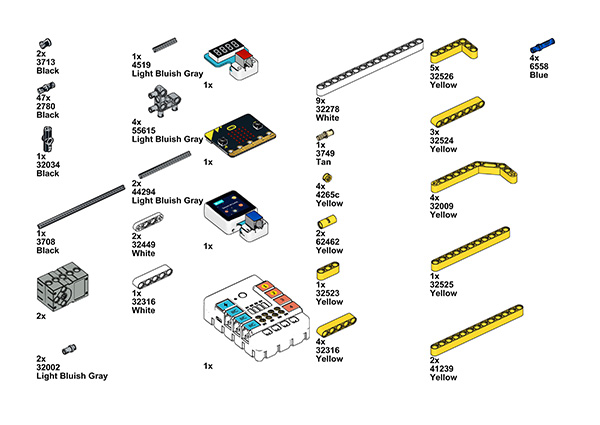 2x
3713
Black
47x
2780
Black
1x
32034
Black
1x
3708
Black
2x
2x
32002
Light Bluish Gray
1x
4519
Light Bluish Gray
4x
55615
Light Bluish Gray
2x
44294
Light Bluish Gray
2x
32449
White
1x
32316
White
1x
1x
1x
1x
9x
32278
White
1x
3749
Tan
4x
4265c
Yellow
2x
62462
Yellow
1x
32523
Yellow
4x
32316
Yellow
5x
32526
Yellow
3x
32524
Yellow
4x
32009
Yellow
1x
32525
Yellow
2x
41239
Yellow
4x
6558
Blue